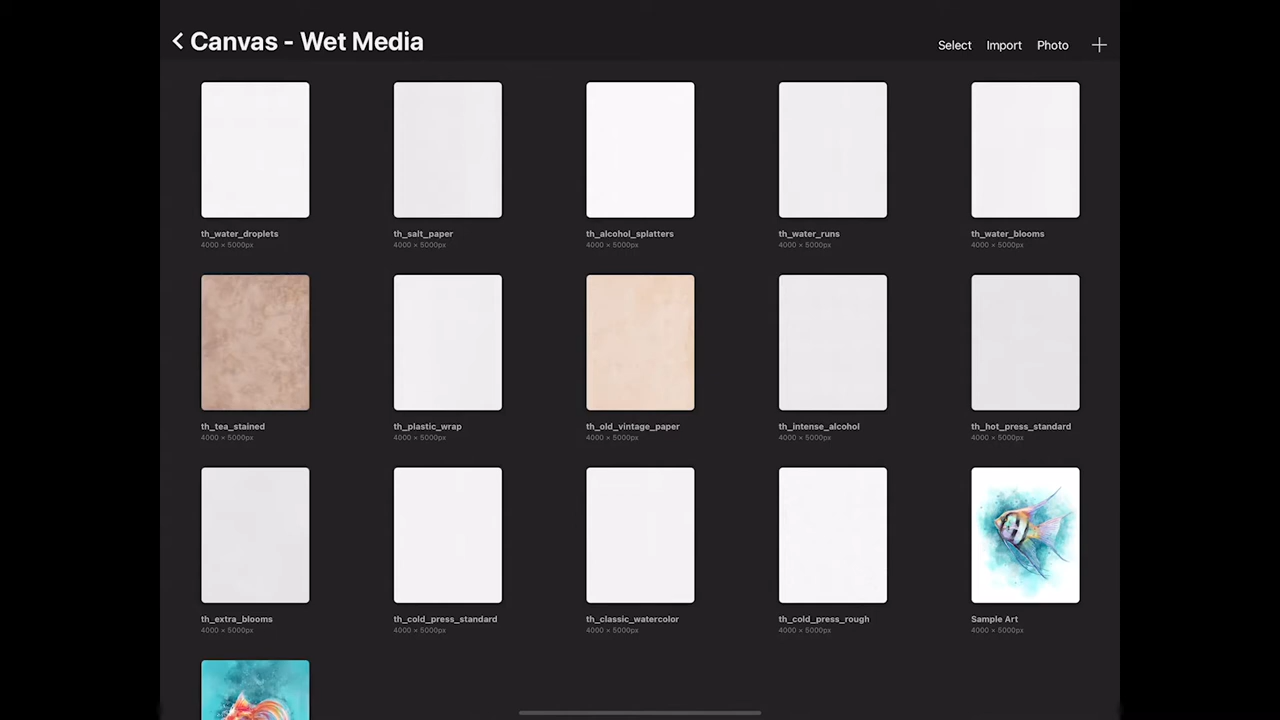 Canvas - Wet Media
Select Import Photo
th_water_droplets th_salt_paper th_alcohol_splatters th_water_runs th_water_blooms
4000 × 5000px 4000 × 5000px 4000 × 5000px 4000 × 5000px 4000 × 5000px
th_tea_stained th_plastic_wrap th_old_vintage_paper th_intense_alcohol th_hot_press_standard
4000 × 5000px 4000 × 5000px 4000 × 5000px 4000 × 5000px 4000 × 5000px
th_extra_blooms th_cold_press_standard th_classic_watercolor th_cold_press_rough Sample Art
4000 × 5000px 4000 × 5000px 4000 × 5000px 4000 × 5000px 4000 × 5000px